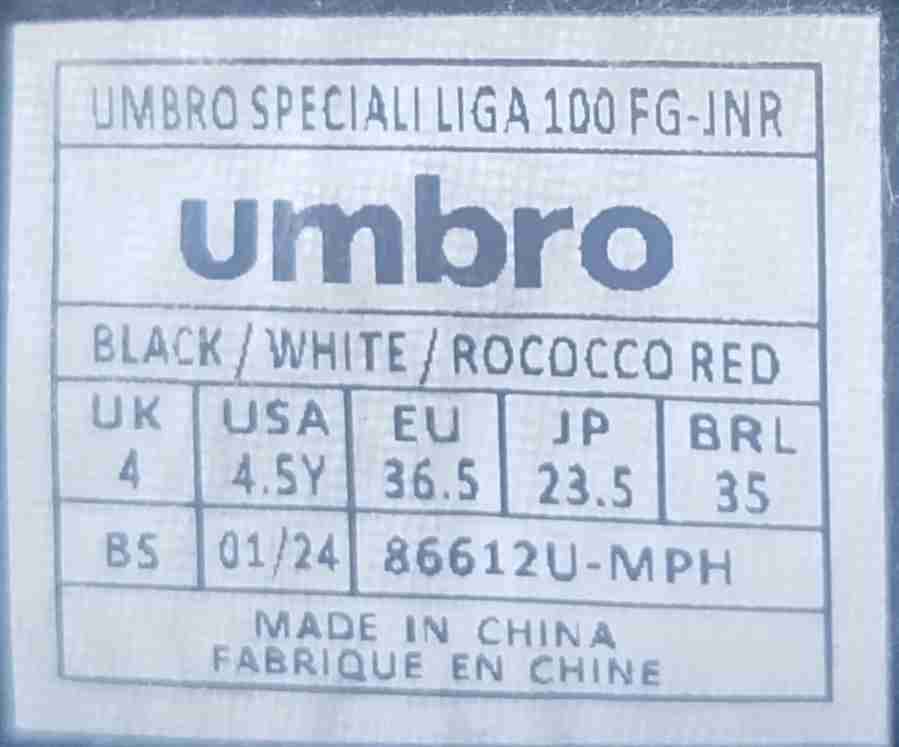 UMBRO SPECIALI LIGA 100 FG-JNR
umbro
BLACK / WHITE / ROCOCCO RED
UK USA EU JP BRL
4 4.5Y 36.5 23.5 35
BS 01/24 86612U-MPH
MADE IN CHINA
FABRIQUE EN CHINE